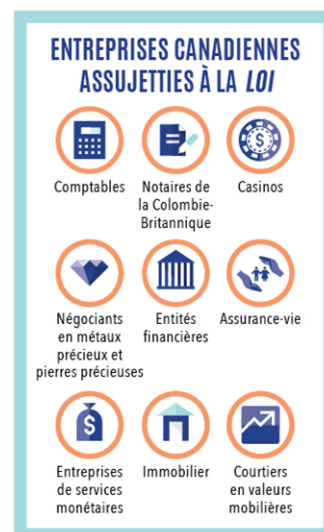 ENTREPRISES CANADIENNES
ASSUJETTIES À LA LOI
Comptables
Notaires de
la Colombie-
Britannique
Casinos
Négociants
en métaux
précieux et
pierres précieuses
Entités
financières
Assurance-vie
Entreprises
de services
monétaires
Immobilier
Courtiers
en valeurs
mobilières